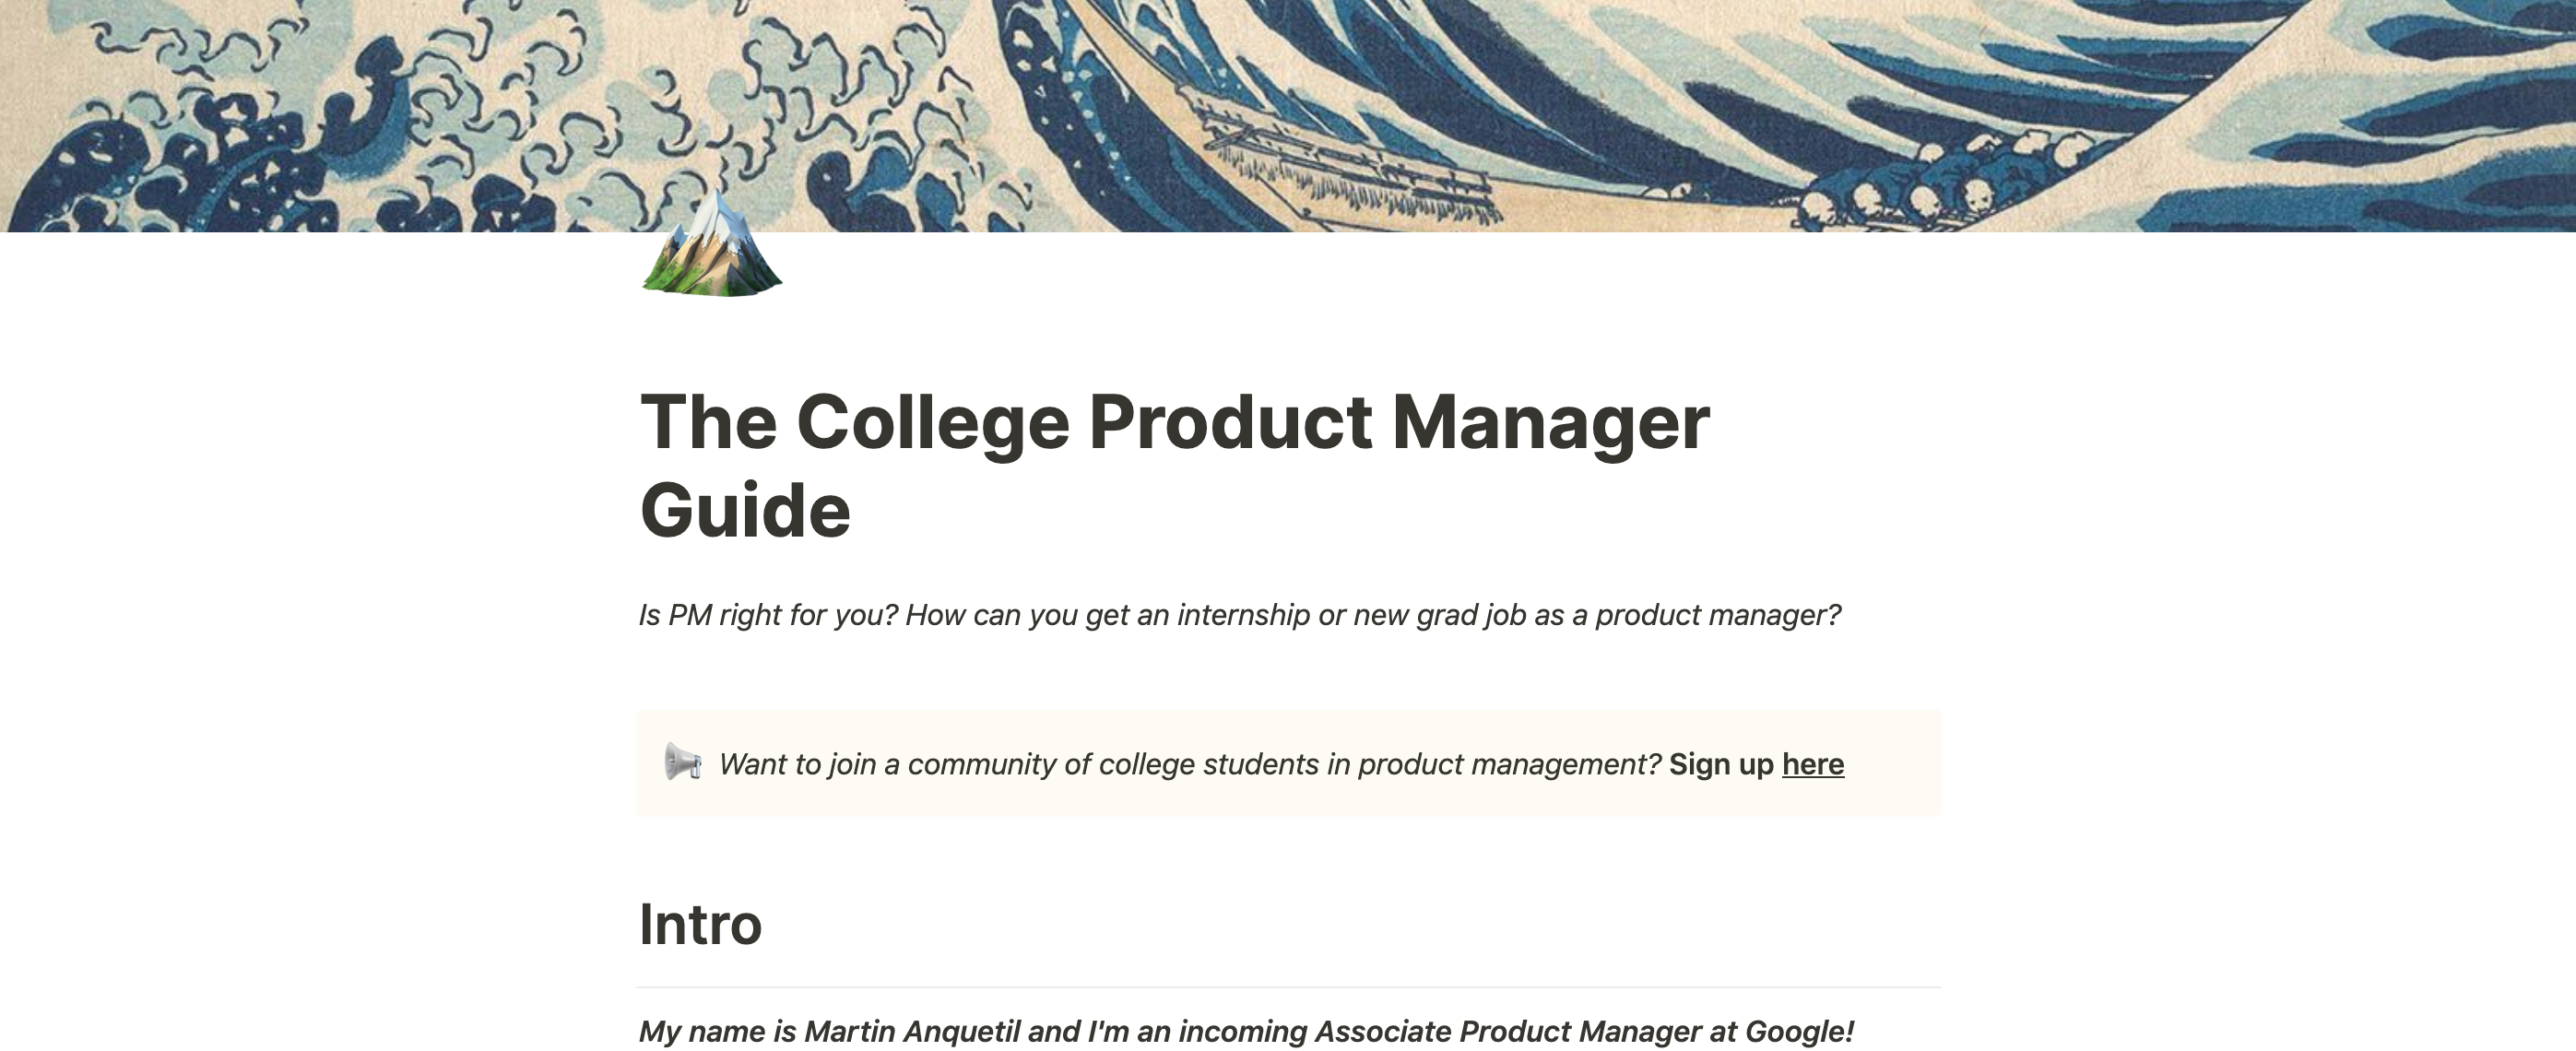 The College Product Manager
Guide
Is PM right for you? How can you get an internship or new grad job as a product manager?
Want to join a community of college students in product management? Sign up here
Intro
My name is Martin Anquetil and I'm an incoming Associate Product Manager at Google!